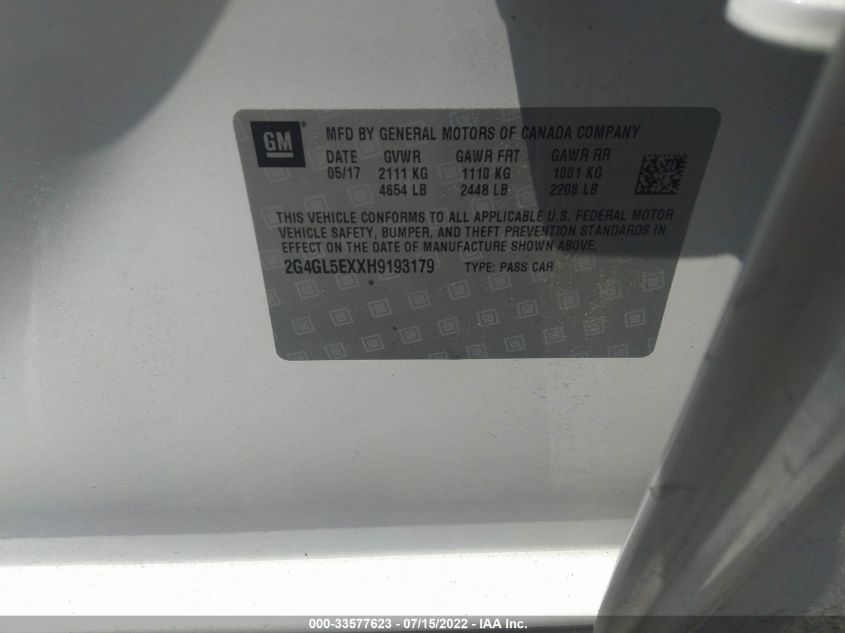 GM ®
MFD BY GENERAL MOTORS OF CANADA COMPANY
DATE GVWR GAWR FRT GAWR RR
05/17 2111 KG 1110 KG 1001 KG
4654 LB 2448 LB 2206 LB
THIS VEHICLE CONFORMS TO ALL APPLICABLE U.S. FEDERAL MOTOR
VEHICLE SAFETY, BUMPER, AND THEFT PREVENTION STANDARDS IN
EFFECT ON THE DATE OF MANUFACTURE SHOWN ABOVE.
2G4GL5EXXH9193179 TYPE: PASS CAR
000-33577623 - 07/15/2022 - IAA Inc.